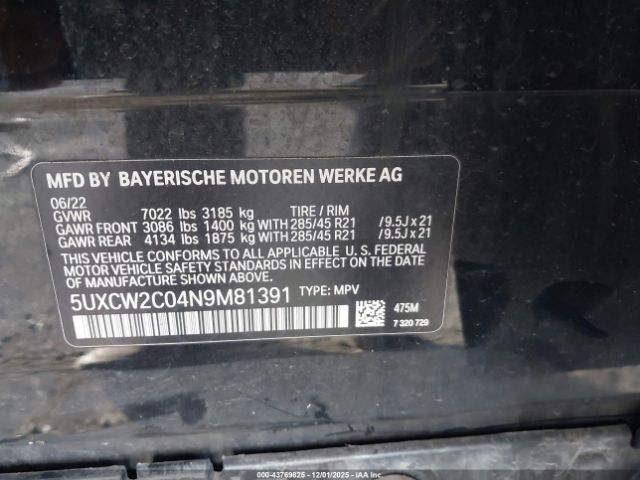 MFD BY BAYERISCHE MOTOREN WERKE AG
06/22
GVWR 7022 lbs 3185 kg TIRE / RIM
GAWR FRONT 3086 lbs 1400 kg WITH 285/45 R21 /9.5J x 21
GAWR REAR 4134 lbs 1875 kg WITH 285/45 R21 /9.5J x 21
THIS VEHICLE CONFORMS TO ALL APPLICABLE U. S. FEDERAL
MOTOR VEHICLE SAFETY STANDARDS IN EFFECT ON THE DATE
OF MANUFACTURE SHOWN ABOVE.
5UXCW2C04N9M81391 TYPE: MPV
475M
7 320 729
000-43769825 - 12/01/2025 - IAAI.COM